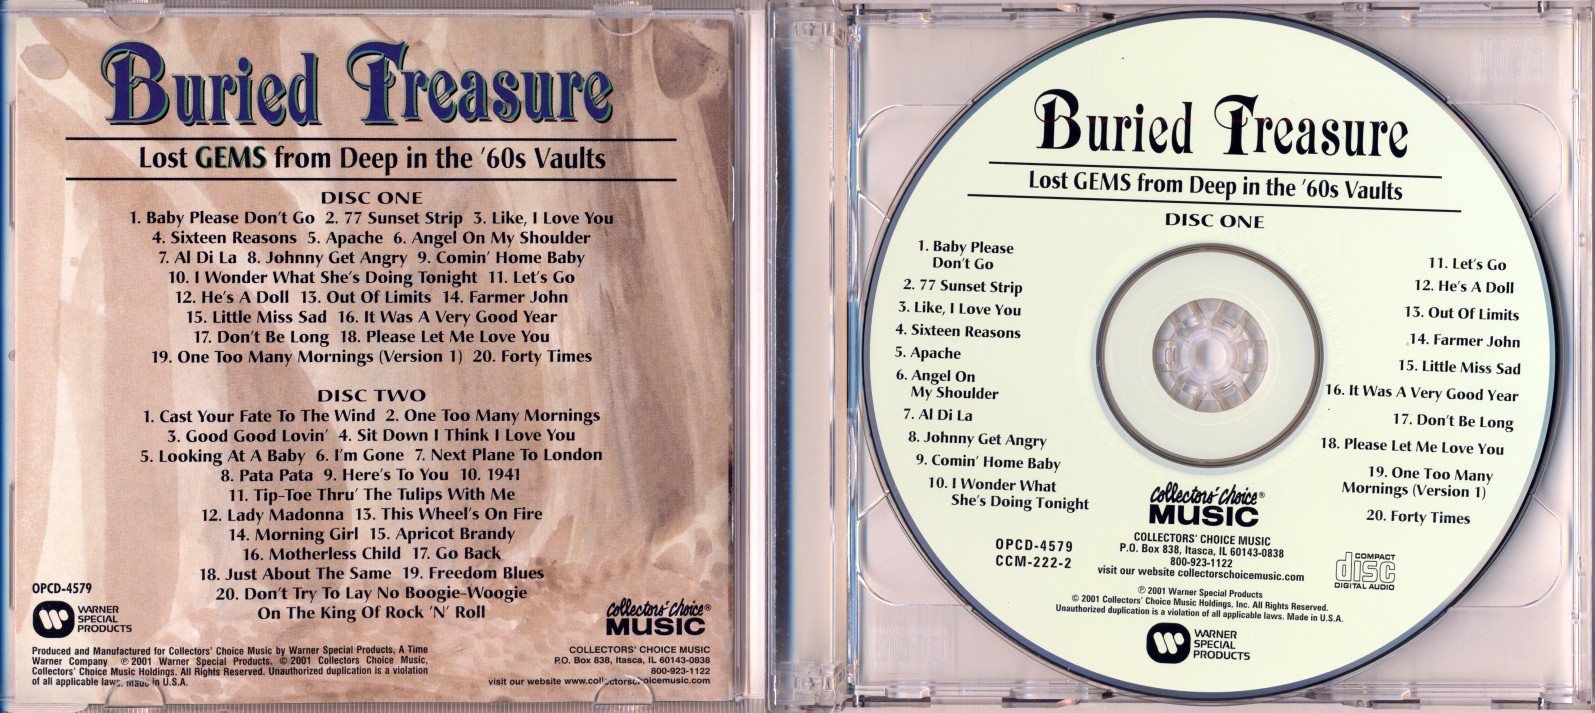 Buried Treasure
Lost GEMS from Deep in the '60s Vaults
DISC ONE
1. Baby Please Don't Go 2. 77 Sunset Strip 3. Like, I Love You
4. Sixteen Reasons 5. Apache 6. Angel On My Shoulder
7. Al Di La 8. Johnny Get Angry 9. Comin' Home Baby
10. I Wonder What She's Doing Tonight 11. Let's Go
12. He's A Doll 13. Out Of Limits 14. Farmer John
15. Little Miss Sad 16. It Was A Very Good Year
17. Don't Be Long 18. Please Let Me Love You
19. One Too Many Mornings (Version 1) 20. Forty Times
DISC TWO
1. Cast Your Fate To The Wind 2. One Too Many Mornings
3. Good Good Lovin' 4. Sit Down I Think I Love You
5. Looking At A Baby 6. I'm Gone 7. Next Plane To London
8. Pata Pata 9. Here's To You 10. 1941
11. Tip-Toe Thru' The Tulips With Me
12. Lady Madonna 13. This Wheel's On Fire
14. Morning Girl 15. Apricot Brandy
16. Motherless Child 17. Go Back
18. Just About The Same 19. Freedom Blues
20. Don't Try To Lay No Boogie-Woogie
On The King Of Rock 'N' Roll
OPCD-4579
WARNER
SPECIAL
PRODUCTS
Produced and Manufactured for Collectors' Choice Music by Warner Special Products, A Time
Warner Company ℗ 2001 Warner Special Products. © 2001 Collectors Choice Music,
Collectors' Choice Music Holdings. All Rights Reserved. Unauthorized duplication is a violation
of all applicable laws. Made in U.S.A.
Collectors' Choice®
MUSIC
COLLECTORS' CHOICE MUSIC
P.O. Box 838, Itasca, IL 60143-0838
800-923-1122
visit our website www.collectorschoicemusic.com
Buried Treasure
Lost GEMS from Deep in the '60s Vaults
DISC ONE
1. Baby Please
Don't Go
2. 77 Sunset Strip
3. Like, I Love You
4. Sixteen Reasons
5. Apache
6. Angel On
My Shoulder
7. Al Di La
8. Johnny Get Angry
9. Comin' Home Baby
10. I Wonder What
She's Doing Tonight
11. Let's Go
12. He's A Doll
13. Out Of Limits
14. Farmer John
15. Little Miss Sad
16. It Was A Very Good Year
17. Don't Be Long
18. Please Let Me Love You
19. One Too Many
Mornings (Version 1)
20. Forty Times
Collectors' Choice®
MUSIC
OPCD-4579
CCM-222-2
COLLECTORS' CHOICE MUSIC
P.O. Box 838, Itasca, IL 60143-0838
800-923-1122
visit our website collectorschoicemusic.com
COMPACT
disc
DIGITAL AUDIO
℗ 2001 Warner Special Products
© 2001 Collectors' Choice Music Holdings, Inc. All Rights Reserved.
Unauthorized duplication is a violation of all applicable laws. Made in U.S.A.
WARNER
SPECIAL
PRODUCTS